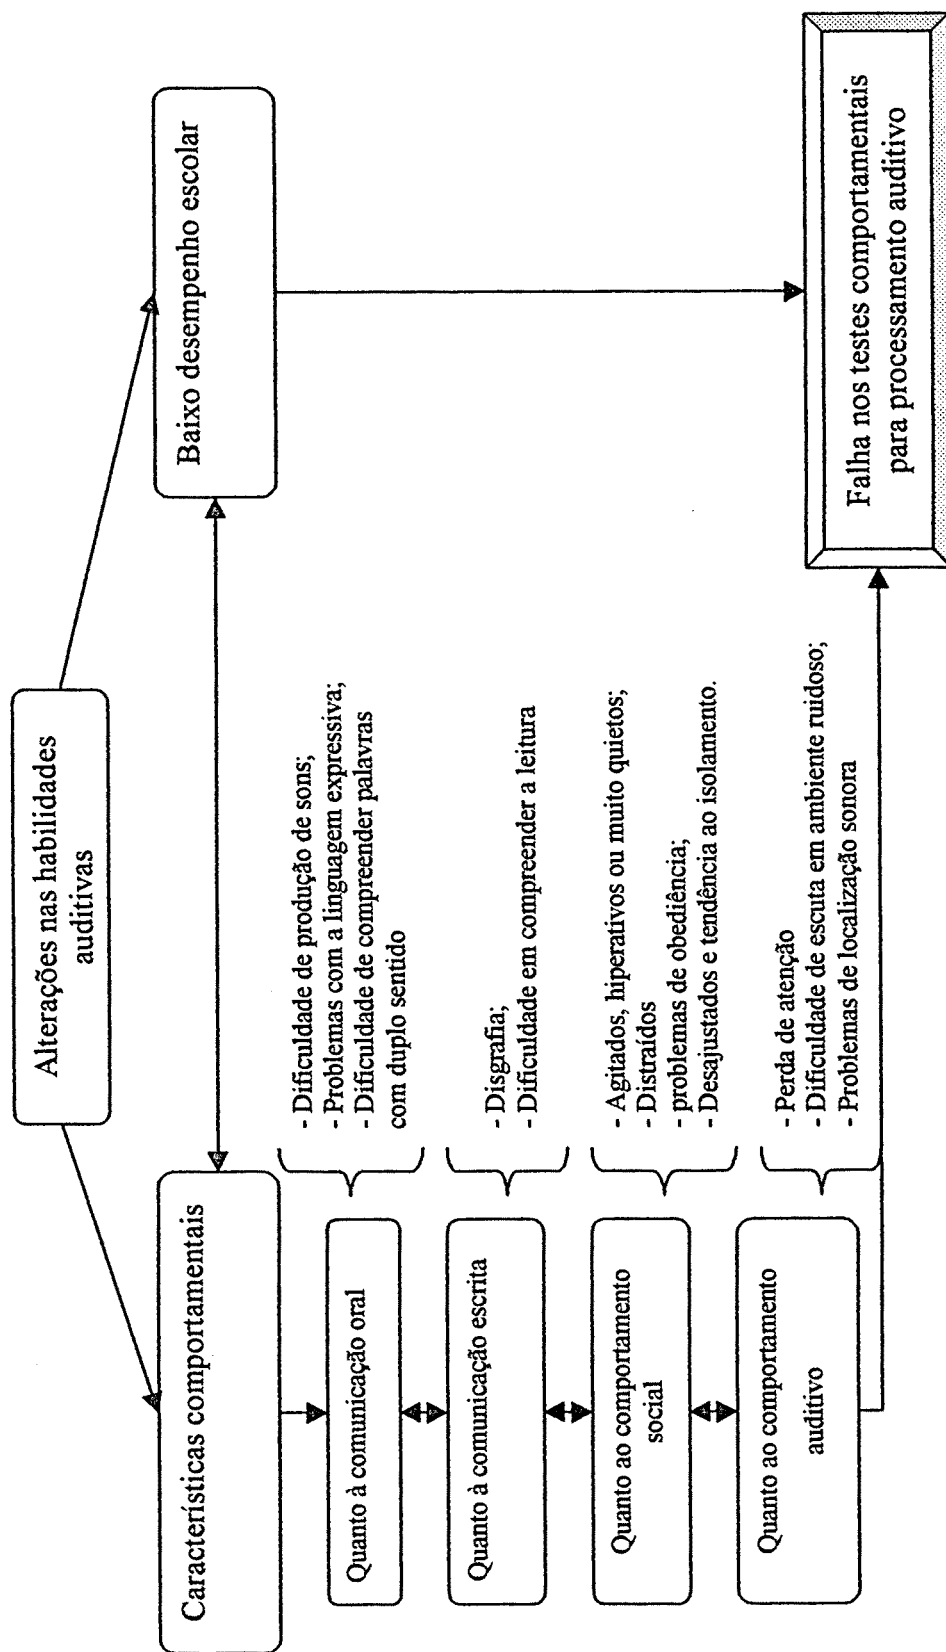 Alterações nas habilidades
auditivas
Características comportamentais
Baixo desempenho escolar
Quanto à comunicação oral
- Dificuldade de produção de sons;
- Problemas com a linguagem expressiva;
- Dificuldade de compreender palavras
com duplo sentido
Quanto à comunicação escrita
- Disgrafia;
- Dificuldade em compreender a leitura
Quanto ao comportamento
social
- Agitados, hiperativos ou muito quietos;
- Distraídos
- problemas de obediência;
- Desajustados e tendência ao isolamento.
Quanto ao comportamento
auditivo
- Perda de atenção
- Dificuldade de escuta em ambiente ruidoso;
- Problemas de localização sonora
Falha nos testes comportamentais
para processamento auditivo